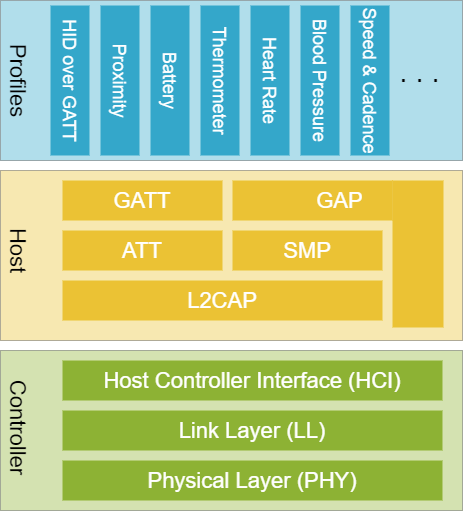 Profiles
HID over GATT
Proximity
Battery
Thermometer
Heart Rate
Blood Pressure
Speed & Cadence
. . .
Host
GATT
GAP
ATT
SMP
L2CAP
Controller
Host Controller Interface (HCI)
Link Layer (LL)
Physical Layer (PHY)